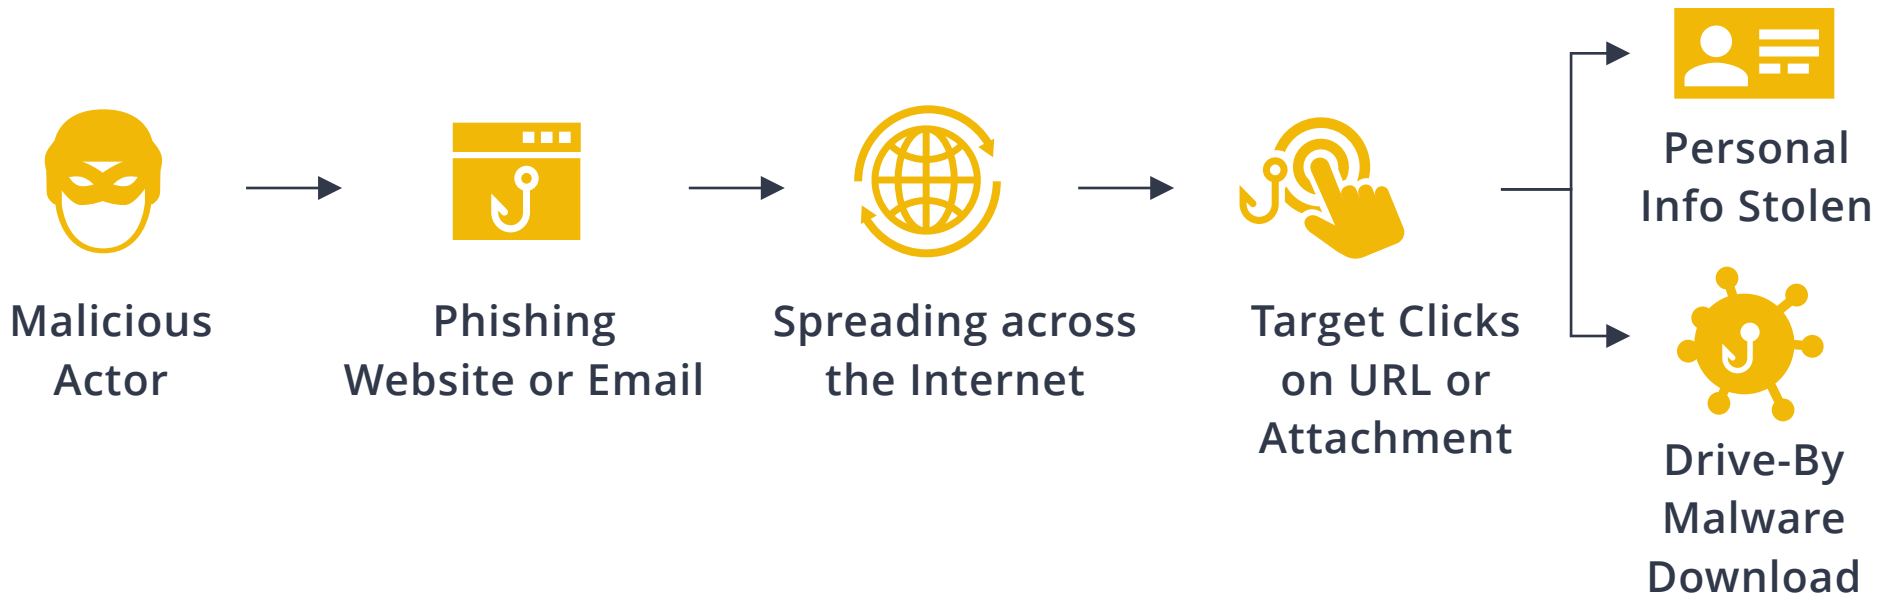 Malicious
Actor
Phishing
Website or Email
Spreading across
the Internet
Target Clicks
on URL or
Attachment
Personal
Info Stolen
Drive-By
Malware
Download